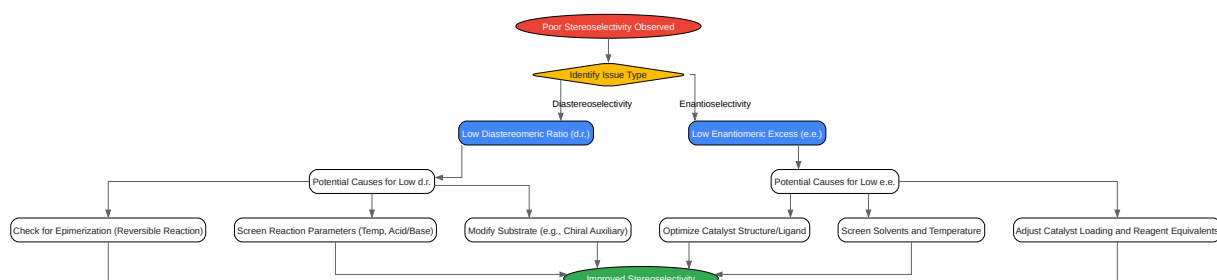 Poor Stereoselectivity Observed
Identify Issue Type
Diastereoselectivity
Enantioselectivity
Low Diastereomeric Ratio (d.r.)
Low Enantiomeric Excess (e.e.)
Potential Causes for Low d.r.
Potential Causes for Low e.e.
Check for Epimerization (Reversible Reaction)
Screen Reaction Parameters (Temp, Acid/Base)
Modify Substrate (e.g., Chiral Auxiliary)
Optimize Catalyst Structure/Ligand
Screen Solvents and Temperature
Adjust Catalyst Loading and Reagent Equivalents
Improved Stereoselectivity